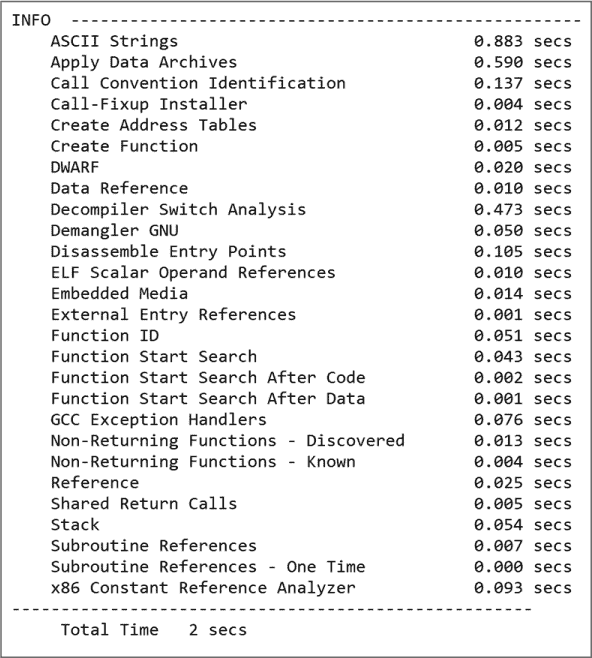 INFO  ----------------------------------------------------
    ASCII Strings                              0.883 secs
    Apply Data Archives                        0.590 secs
    Call Convention Identification             0.137 secs
    Call-Fixup Installer                       0.004 secs
    Create Address Tables                      0.012 secs
    Create Function                            0.005 secs
    DWARF                                      0.020 secs
    Data Reference                             0.010 secs
    Decompiler Switch Analysis                 0.473 secs
    Demangler GNU                              0.050 secs
    Disassemble Entry Points                   0.105 secs
    ELF Scalar Operand References              0.010 secs
    Embedded Media                             0.014 secs
    External Entry References                  0.001 secs
    Function ID                                0.051 secs
    Function Start Search                      0.043 secs
    Function Start Search After Code           0.002 secs
    Function Start Search After Data           0.001 secs
    GCC Exception Handlers                     0.076 secs
    Non-Returning Functions - Discovered       0.013 secs
    Non-Returning Functions - Known            0.004 secs
    Reference                                  0.025 secs
    Shared Return Calls                        0.005 secs
    Stack                                      0.054 secs
    Subroutine References                      0.007 secs
    Subroutine References - One Time           0.000 secs
    x86 Constant Reference Analyzer            0.093 secs
-----------------------------------------------------
     Total Time   2 secs